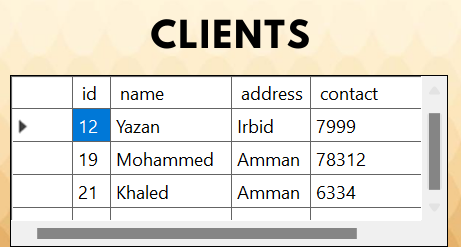 CLIENTS
id name address contact
12 Yazan Irbid 7999
19 Mohammed Amman 78312
21 Khaled Amman 6334